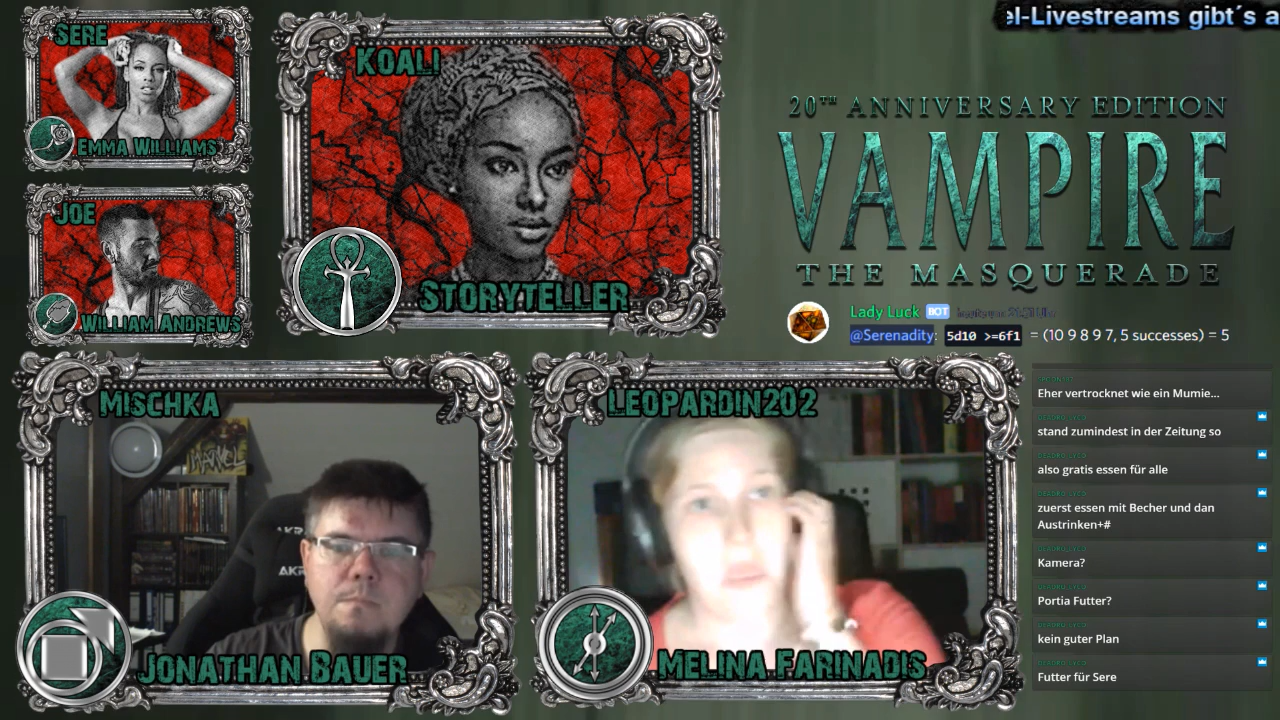 el-Livestreams gibt´s a
SERE
EMMA WILLIAMS
KOALI
STORYTELLER
JOE
WILLIAM ANDREWS
20TH ANNIVERSARY EDITION
VAMPIRE
THE MASQUERADE
Lady Luck BOT
@Serenadity: 5d10 >=6f1 = (10 9 8 9 7, 5 successes) = 5
MISCHKA
AKR
AKR
JONATHAN BAUER
LEOPARDIN202
MELINA FARINADIS
Eher vertrocknet wie ein Mumie...
stand zumindest in der Zeitung so
also gratis essen für alle
zuerst essen mit Becher und dan
Austrinken+#
Kamera?
Portia Futter?
kein guter Plan
Futter für Sere